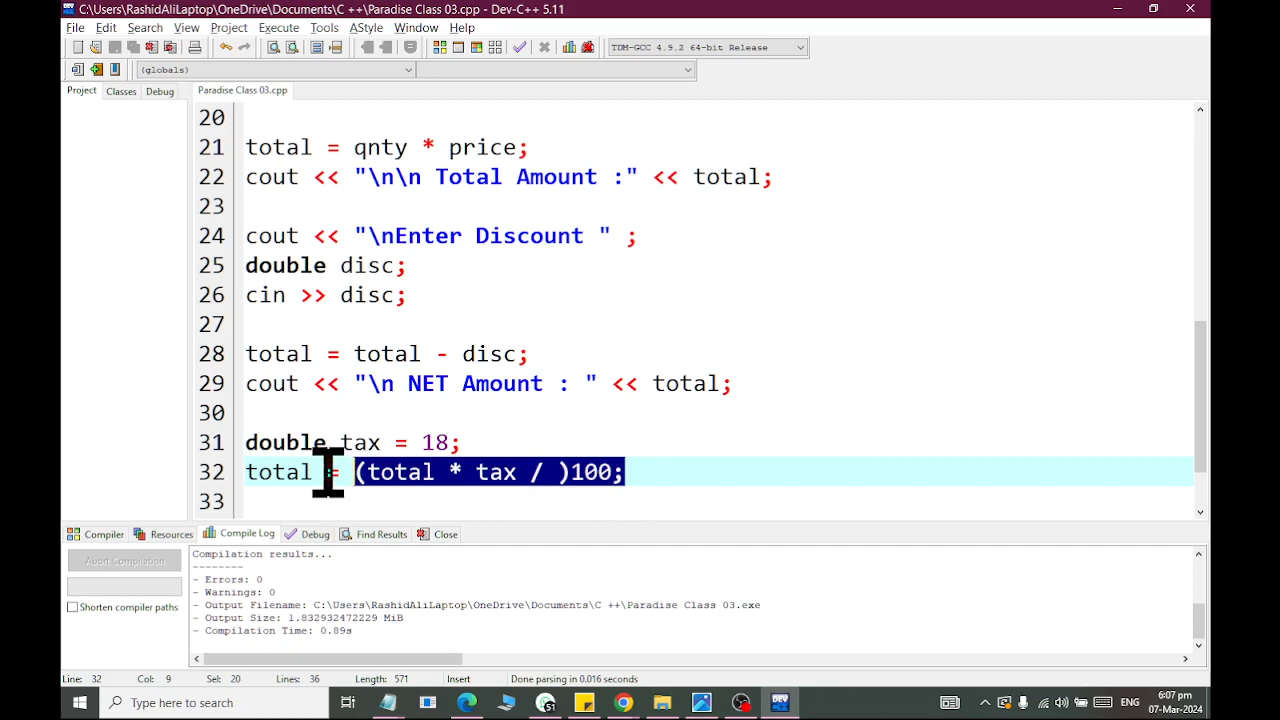 C:\Users\RashidAliLaptop\OneDrive\Documents\C ++\Paradise Class 03.cpp - Dev-C++ 5.11
File Edit Search View Project Execute Tools AStyle Window Help
TDM-GCC 4.9.2 64-bit Release
(globals)
Project Classes Debug Paradise Class 03.cpp
20
21 total = qnty * price;
22 cout << "\n\n Total Amount :" << total;
23
24 cout << "\nEnter Discount " ;
25 double disc;
26 cin >> disc;
27
28 total = total - disc;
29 cout << "\n NET Amount : " << total;
30
31 double tax = 18;
32 total = (total * tax / )100;
33
Compiler Resources Compile Log Debug Find Results Close
Abort Compilation
Shorten compiler paths
Compilation results...
--------
- Errors: 0
- Warnings: 0
- Output Filename: C:\Users\RashidAliLaptop\OneDrive\Documents\C ++\Paradise Class 03.exe
- Output Size: 1.832932472229 MiB
- Compilation Time: 0.89s
Line: 32 Col: 9 Sel: 20 Lines: 36 Length: 571 Insert Done parsing in 0.016 seconds
Type here to search
ENG
6:07 pm
07-Mar-2024